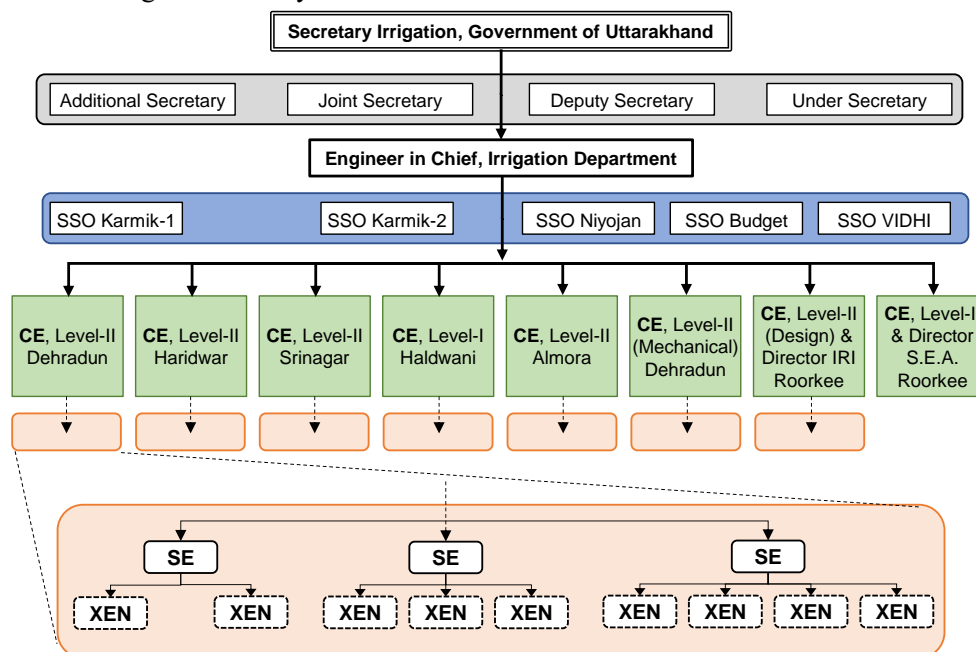 Secretary Irrigation, Government of Uttarakhand
Additional Secretary
Joint Secretary
Deputy Secretary
Under Secretary
Engineer in Chief, Irrigation Department
SSO Karmik-1
SSO Karmik-2
SSO Niyojan
SSO Budget
SSO VIDHI
CE, Level-II
Dehradun
CE, Level-II
Haridwar
CE, Level-II
Srinagar
CE, Level-I
Haldwani
CE, Level-II
Almora
CE, Level-II
(Mechanical)
Dehradun
CE, Level-II
(Design) &
Director IRI
Roorkee
& Director
S.E.A.
Roorkee
SE
SE
SE
XEN
XEN
XEN
XEN
XEN
XEN
XEN
XEN
XEN